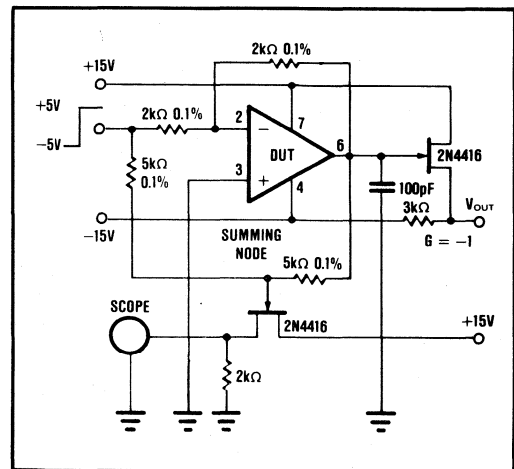 +15V
2kΩ 0.1%
+5V
-5V
2kΩ 0.1%
2
7
6
DUT
3
4
2N4416
5kΩ
0.1%
100pF
3kΩ
VOUT
-15V
SUMMING
NODE
G = -1
5kΩ 0.1%
SCOPE
2N4416
+15V
2kΩ